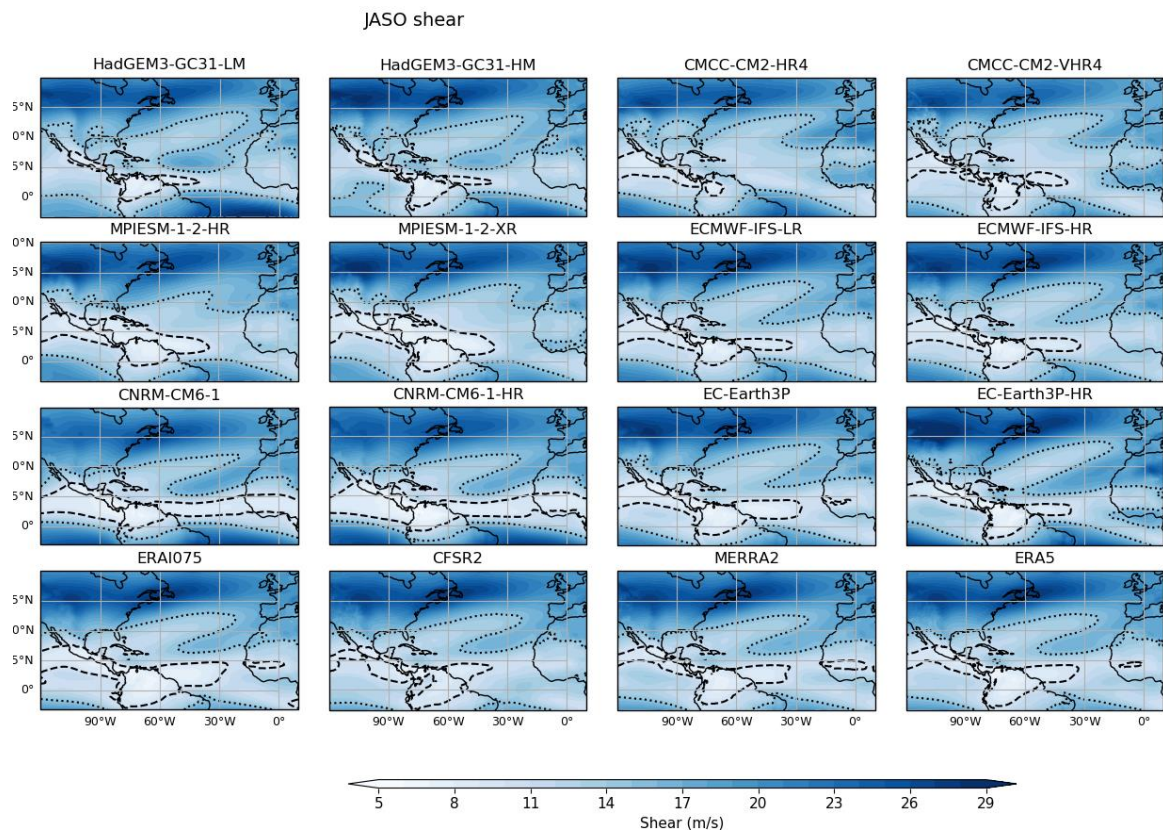 JASO shear
HadGEM3-GC31-LM HadGEM3-GC31-HM CMCC-CM2-HR4 CMCC-CM2-VHR4
5°N
0°N
5°N
0°
MPIESM-1-2-HR MPIESM-1-2-XR ECMWF-IFS-LR ECMWF-IFS-HR
0°N
5°N
0°N
5°N
0°
CNRM-CM6-1 CNRM-CM6-1-HR EC-Earth3P EC-Earth3P-HR
5°N
0°N
5°N
0°
ERAI075 CFSR2 MERRA2 ERA5
5°N
0°N
5°N
0°
90°W 60°W 30°W 0° 90°W 60°W 30°W 0° 90°W 60°W 30°W 0° 90°W 60°W 30°W 0°
5 8 11 14 17 20 23 26 29
Shear (m/s)